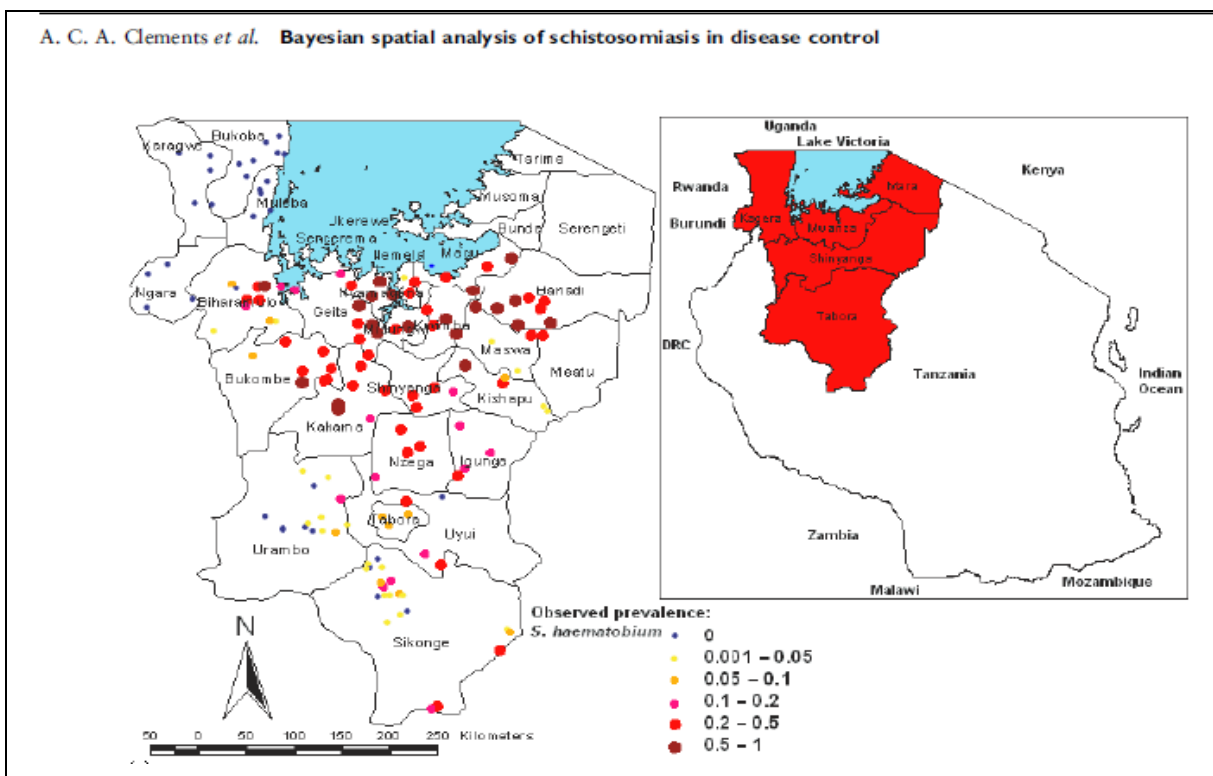 A. C. A. Clements et al. Bayesian spatial analysis of schistosomiasis in disease control
Bukoba
Karagwe
Muleba
Ngara
Biharamulo
Tarime
Musoma
Bunda
Serengeti
Ukerewe
Sengerema
Ilemela
Magu
Geita
Kwimba
Maswa
Meatu
Bukombe
Shinyanga
Kishapu
Kahama
Nzega
Igunga
Tabora
Uyui
Urambo
Sikonge
N
50 0 50 100 150 200 250 Kilometers
Observed prevalence:
S. haematobium
0
0.001 – 0.05
0.05 – 0.1
0.1 – 0.2
0.2 – 0.5
0.5 – 1
Uganda
Lake Victoria
Kenya
Rwanda
Burundi
Mara
Kagera
Mwanza
Shinyanga
Tabora
DRC
Tanzania
Indian
Ocean
Zambia
Malawi
Mozambique